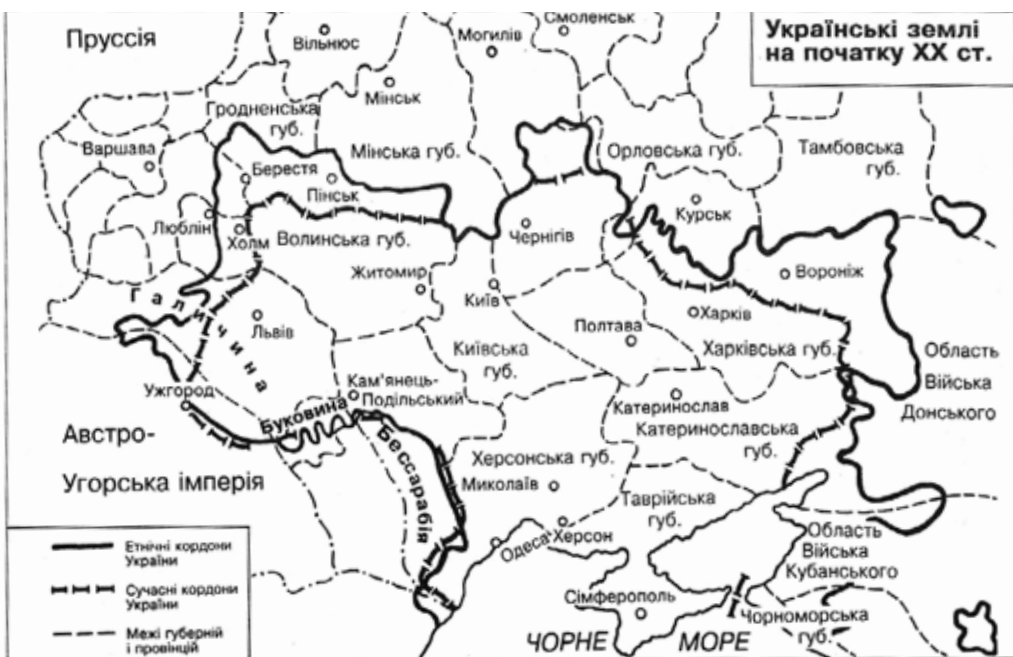 Українські землі
на початку XX ст.
Пруссія
Вільнюс
Могилів
Смоленськ
Мінськ
Гродненська
губ.
Мінська губ.
Орловська губ.
Тамбовська
губ.
Варшава
Берестя
Пінськ
Курськ
Люблін
Холм
Волинська губ.
Чернігів
Житомир
Київ
Вороніж
Галичина
Львів
Полтава
Харків
Київська
губ.
Харківська губ.
Область
Війська
Донського
Ужгород
Кам'янець-
Подільський
Буковина
Катеринослав
Катеринославська
губ.
Австро-
Угорська імперія
Бессарабія
Херсонська губ.
Миколаїв
Таврійська
губ.
Одеса
Херсон
Область
Війська
Кубанського
Сімферополь
Чорноморська
губ.
ЧОРНЕ МОРЕ
Етнічні кордони
України
Сучасні кордони
України
Межі губерній
і провінцій